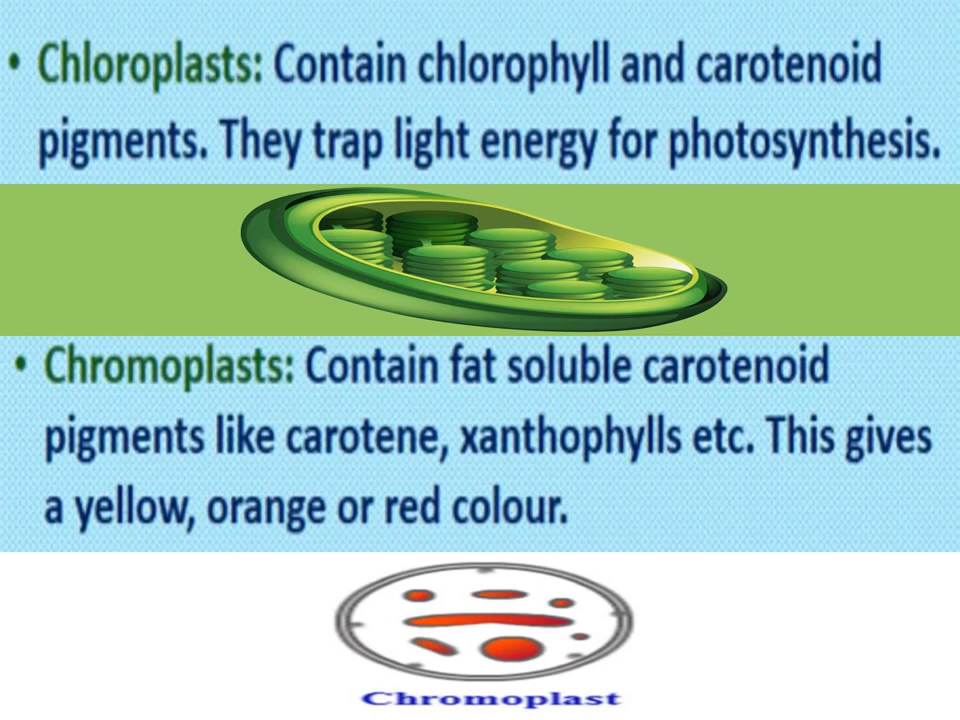 • Chloroplasts: Contain chlorophyll and carotenoid
pigments. They trap light energy for photosynthesis.
• Chromoplasts: Contain fat soluble carotenoid
pigments like carotene, xanthophylls etc. This gives
a yellow, orange or red colour.
Chromoplast